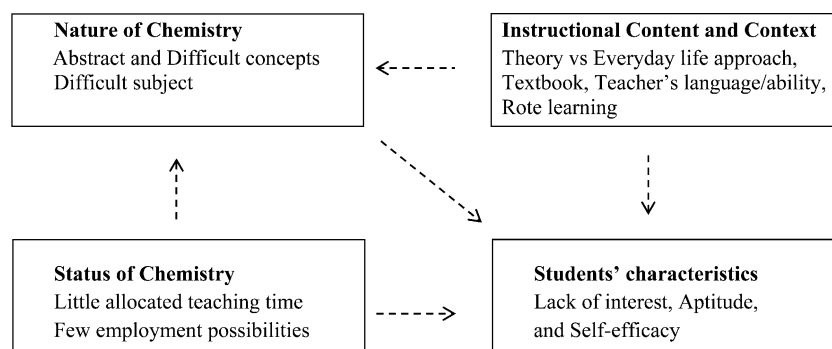 Nature of Chemistry
Abstract and Difficult concepts
Difficult subject
Instructional Content and Context
Theory vs Everyday life approach,
Textbook, Teacher's language/ability,
Rote learning
Status of Chemistry
Little allocated teaching time
Few employment possibilities
Students' characteristics
Lack of interest, Aptitude,
and Self-efficacy